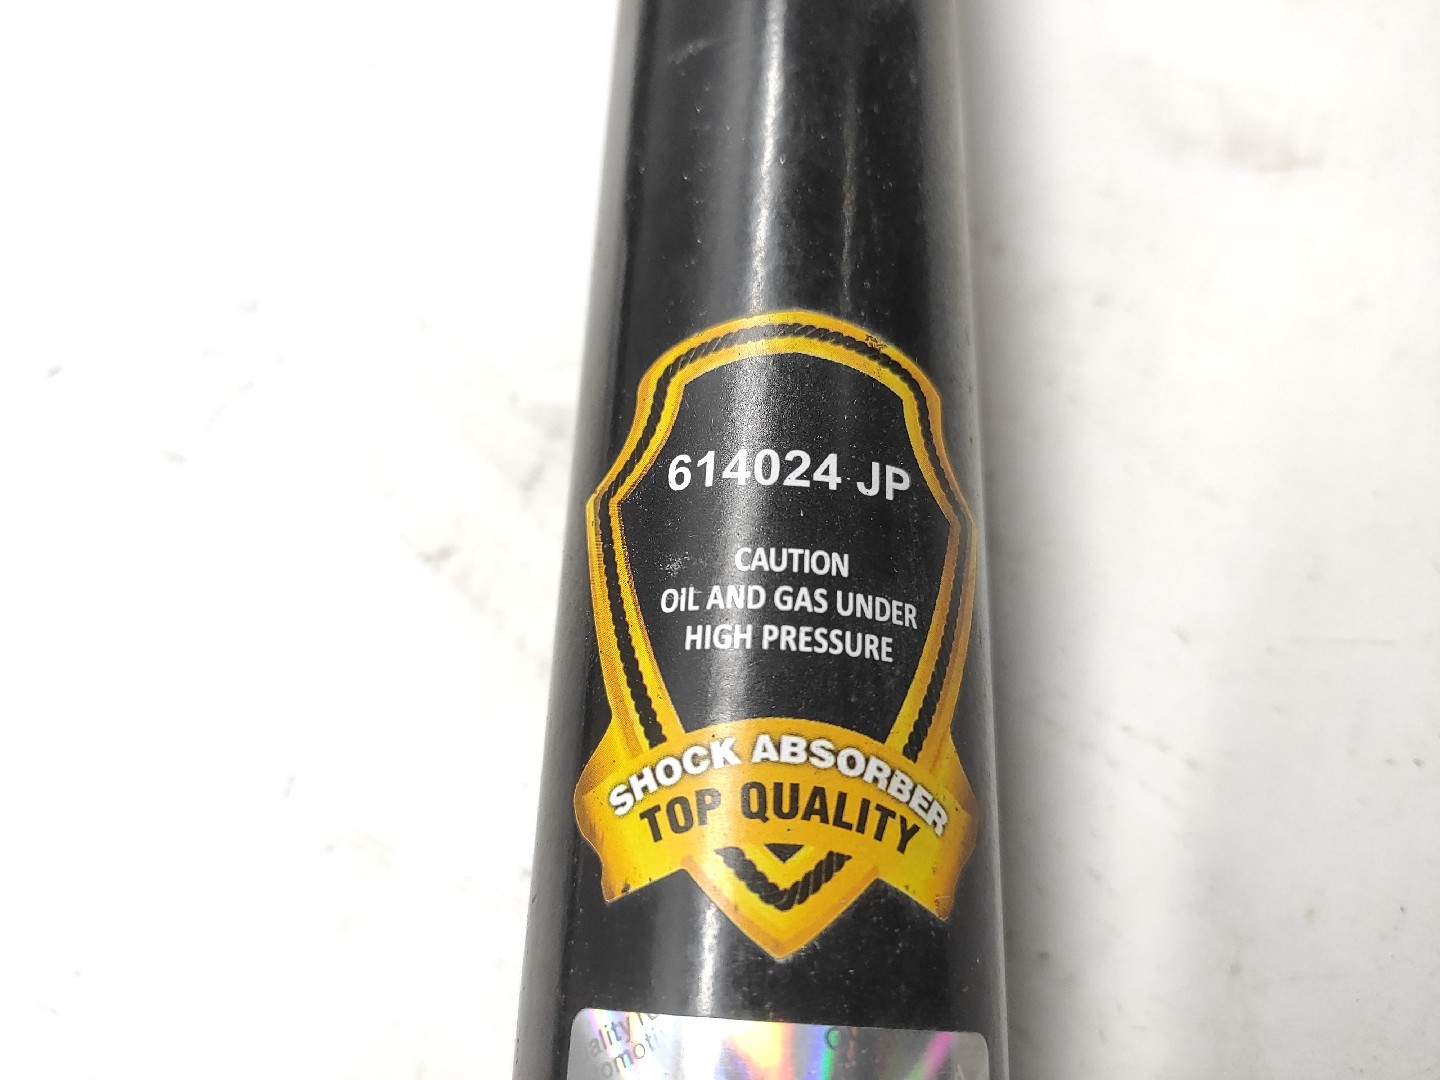 614024 JP
CAUTION
OIL AND GAS UNDER
HIGH PRESSURE
SHOCK ABSORBER
TOP QUALITY